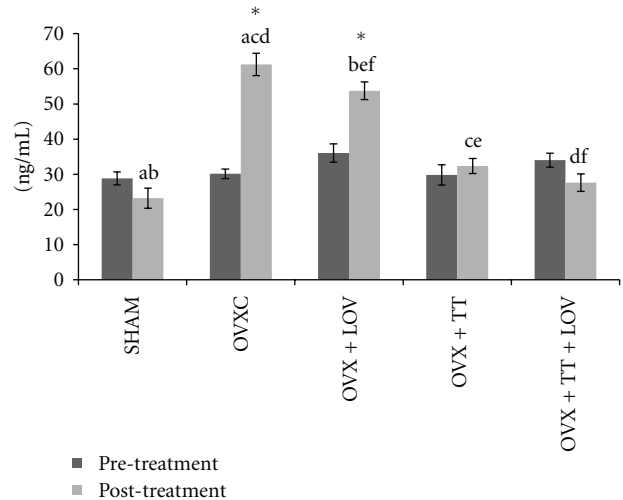 (ng/mL)
70
60
50
40
30
20
10
0
ab
*
acd
*
bef
ce
df
SHAM
OVXC
OVX + LOV
OVX + TT
OVX + TT + LOV
Pre-treatment
Post-treatment